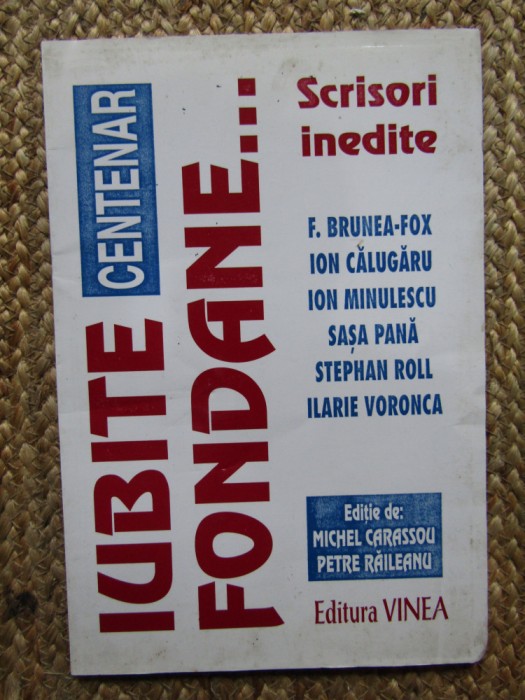 IUBITE
FONDANE...
CENTENAR
Scrisori
inedite
F. BRUNEA-FOX
ION CĂLUGĂRU
ION MINULESCU
SAȘA PANĂ
STEPHAN ROLL
ILARIE VORONCA
Ediție de:
MICHEL CARASSOU
PETRE RĂILEANU
Editura VINEA